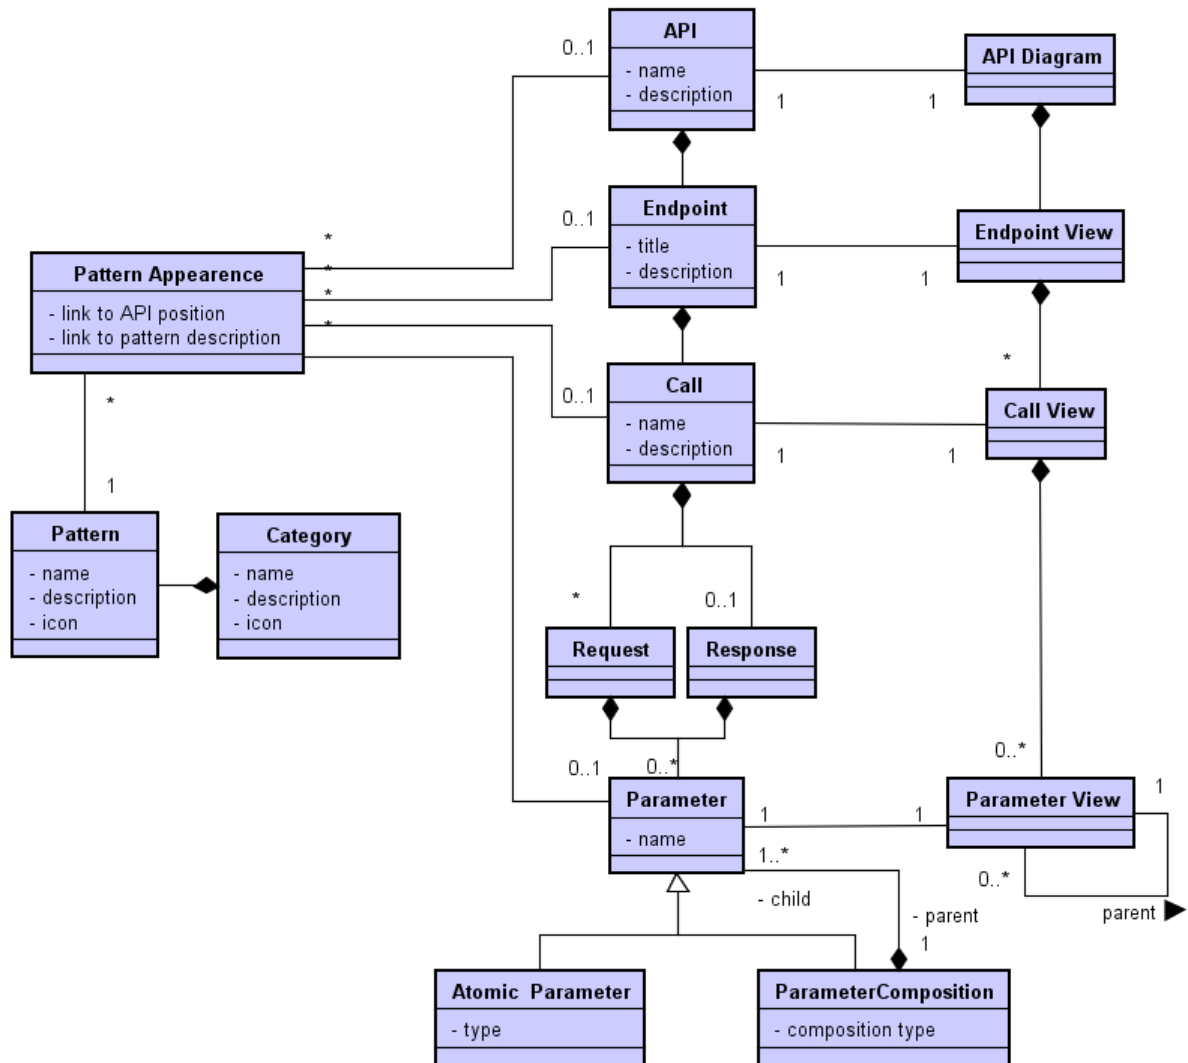 API
- name
- description
API Diagram
0..1
1
1
Endpoint
- title
- description
Endpoint View
0..1
1
1
Pattern Appearence
- link to API position
- link to pattern description
*
*
*
*
Call
- name
- description
Call View
*
0..1
1
1
*
1
Pattern
- name
- description
- icon
Category
- name
- description
- icon
*
0..1
Request
Response
0..1
0..*
0..*
Parameter
- name
Parameter View
1
1
1
1..*
0..*
- child
- parent
1
parent
Atomic Parameter
- type
ParameterComposition
- composition type